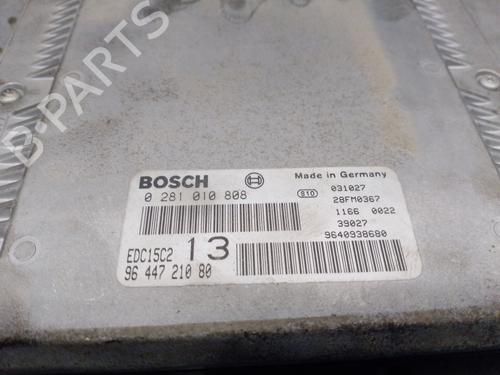 BOSCH
Made in Germany
0 281 010 808
S10
031027
28FM0367
1166 0022
39027
9640938680
EDC15C2
13
96 447 210 80
B-PARTS